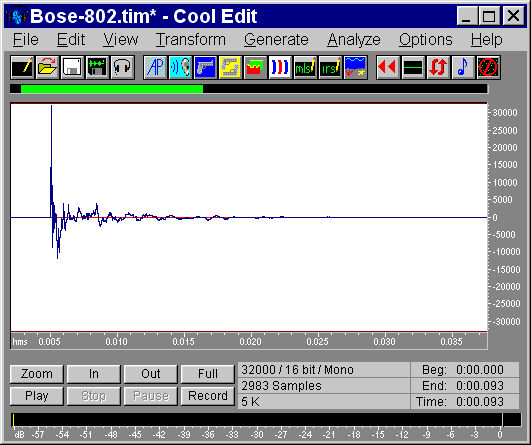 Bose-802.tim* - Cool Edit
File Edit View Transform Generate Analyze Options Help
AP mls irs
30000
25000
20000
15000
10000
5000
0
-5000
-10000
-15000
-20000
-25000
-30000
hms 0.005 0.010 0.015 0.020 0.025 0.030 0.035
Zoom In Out Full
Play Stop Pause Record
32000 / 16 bit / Mono Beg: 0:00.000
2983 Samples End: 0:00.093
5 K Time: 0:00.093
dB -57 -54 -51 -48 -45 -42 -39 -36 -33 -30 -27 -24 -21 -18 -15 -12 -9 -6 -3 0